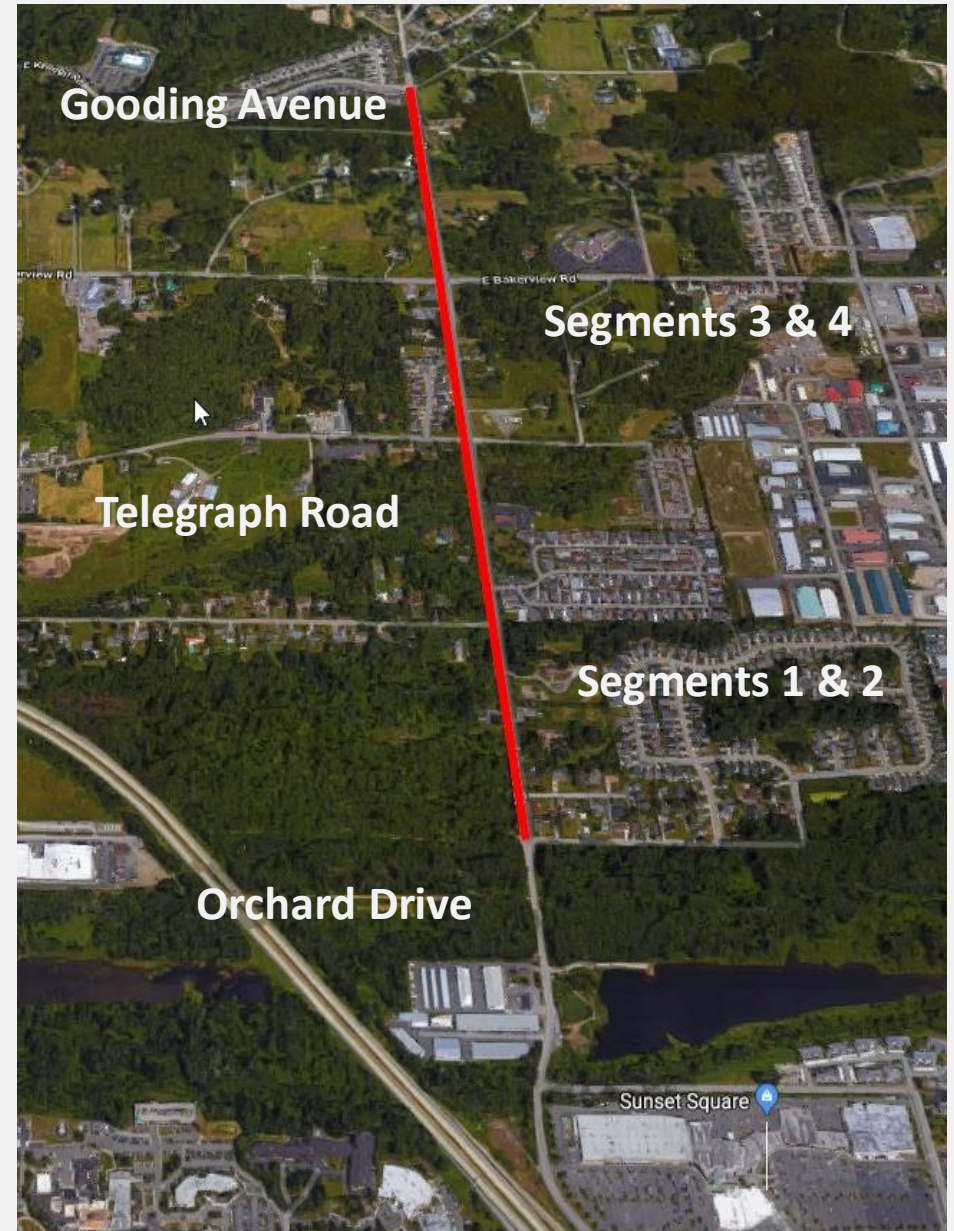 Gooding Avenue
E Bakerview Rd
Segments 3 & 4
Telegraph Road
Segments 1 & 2
Orchard Drive
Sunset Square